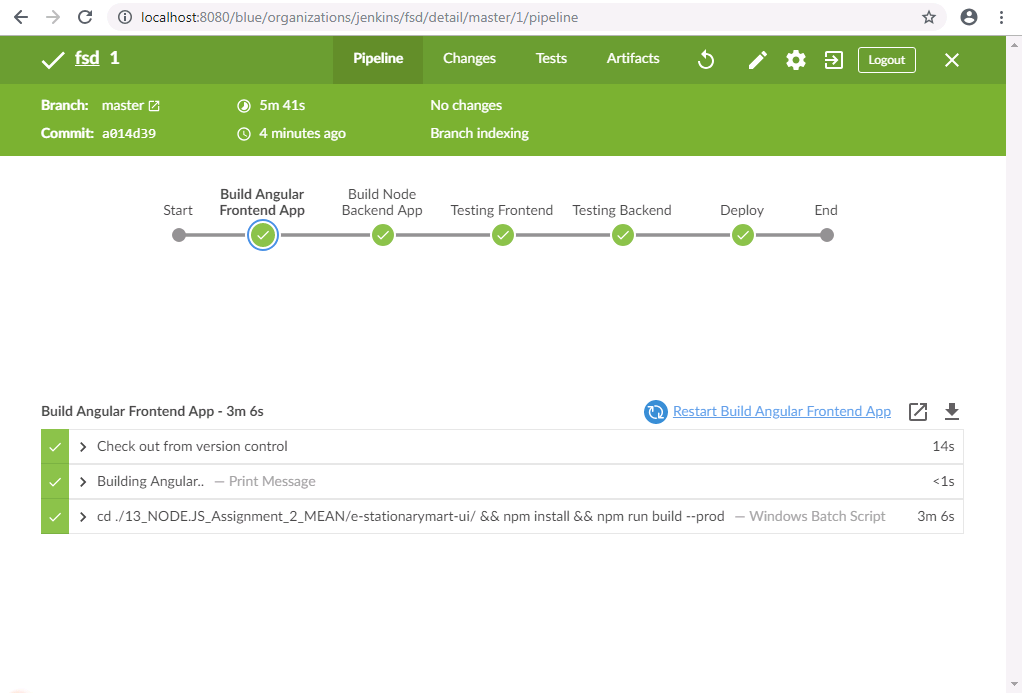 localhost:8080/blue/organizations/jenkins/fsd/detail/master/1/pipeline
fsd 1 Pipeline Changes Tests Artifacts Logout
Branch: master 5m 41s No changes
Commit: a014d39 4 minutes ago Branch indexing
Start Build Angular Frontend App Build Node Backend App Testing Frontend Testing Backend Deploy End
Build Angular Frontend App - 3m 6s Restart Build Angular Frontend App
Check out from version control 14s
Building Angular.. — Print Message <1s
cd ./13_NODE.JS_Assignment_2_MEAN/e-stationarymart-ui/ && npm install && npm run build --prod — Windows Batch Script 3m 6s